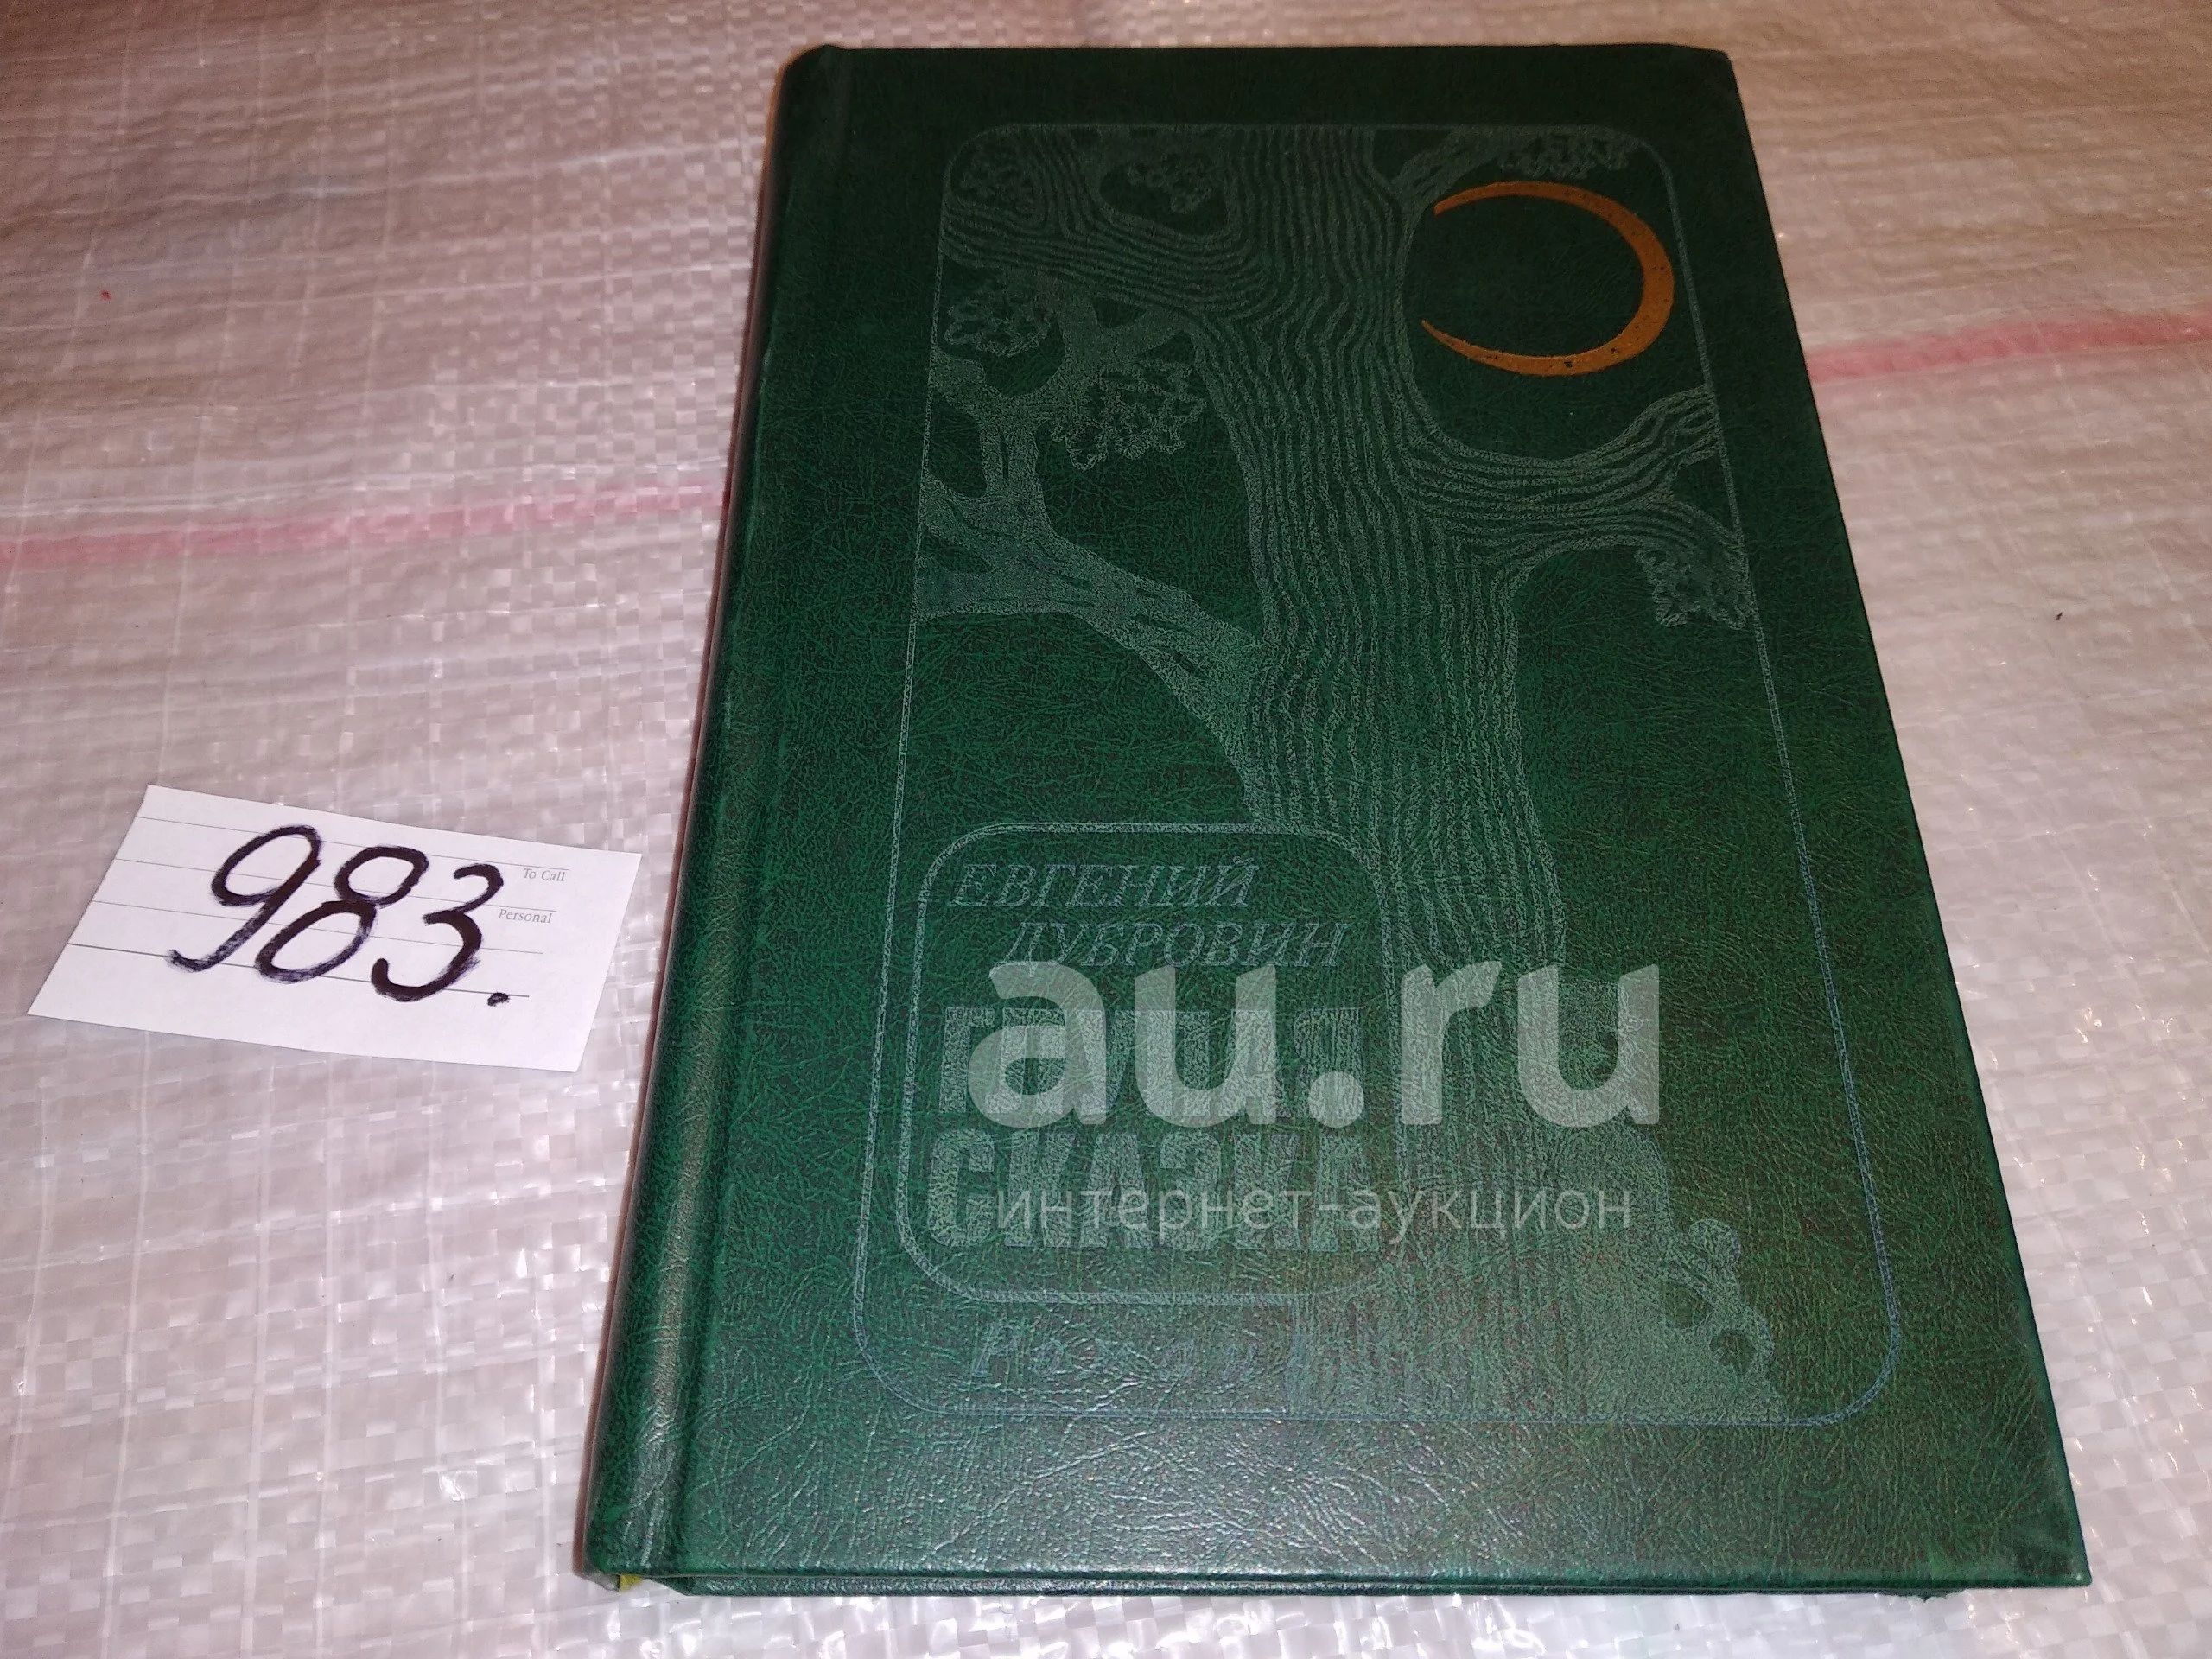 983.
To Call
Personal
ЕВГЕНИЙ
ДУБРОВИН
СКАЗКА
au.ru
интернет-аукцион